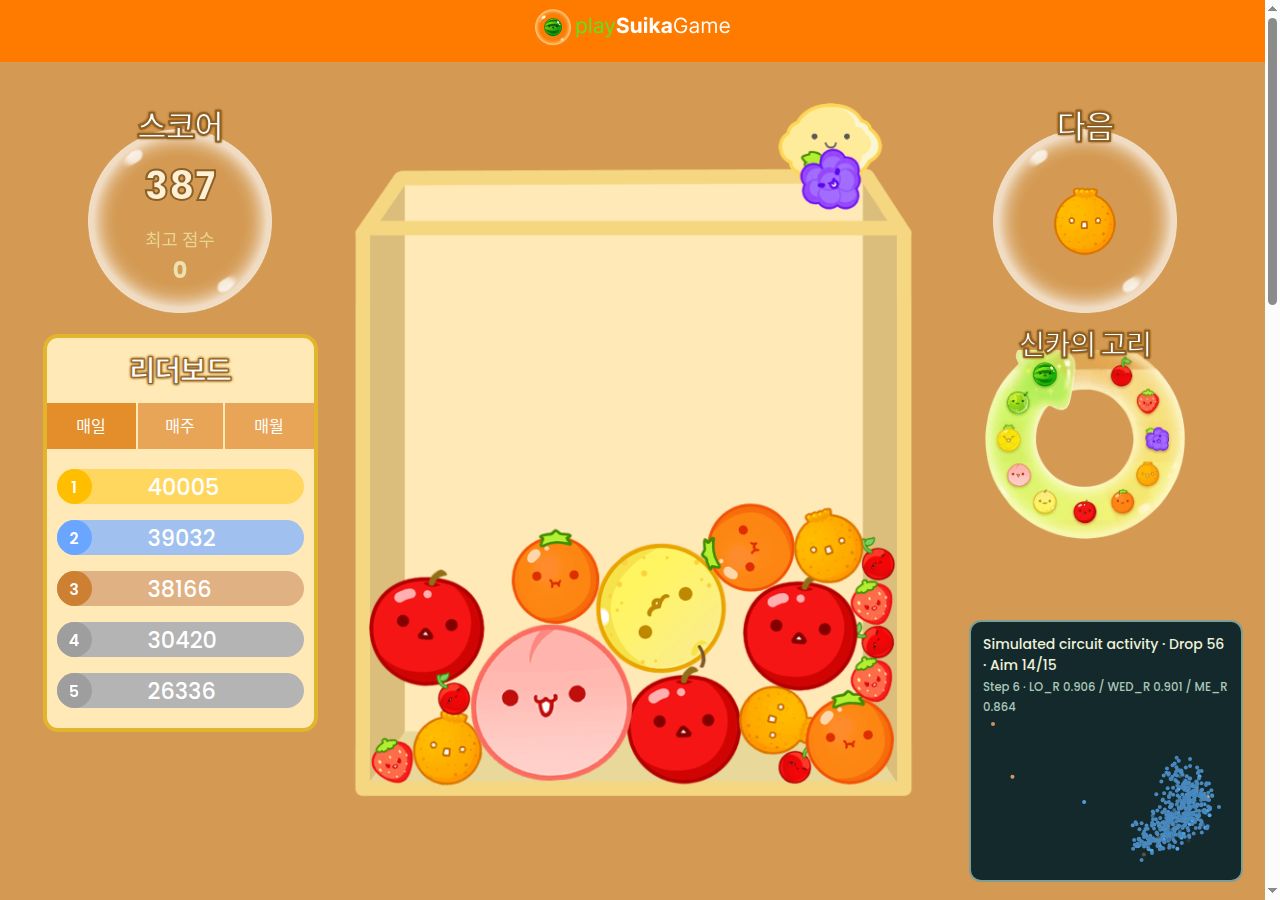 playSuikaGame
스코어
387
최고 점수
0
다음
리더보드
매일 매주 매월
1 40005
2 39032
3 38166
4 30420
5 26336
신카의 고리
Simulated circuit activity · Drop 56
· Aim 14/15
Step 6 · LO_R 0.906 / WED_R 0.901 / ME_R
0.864